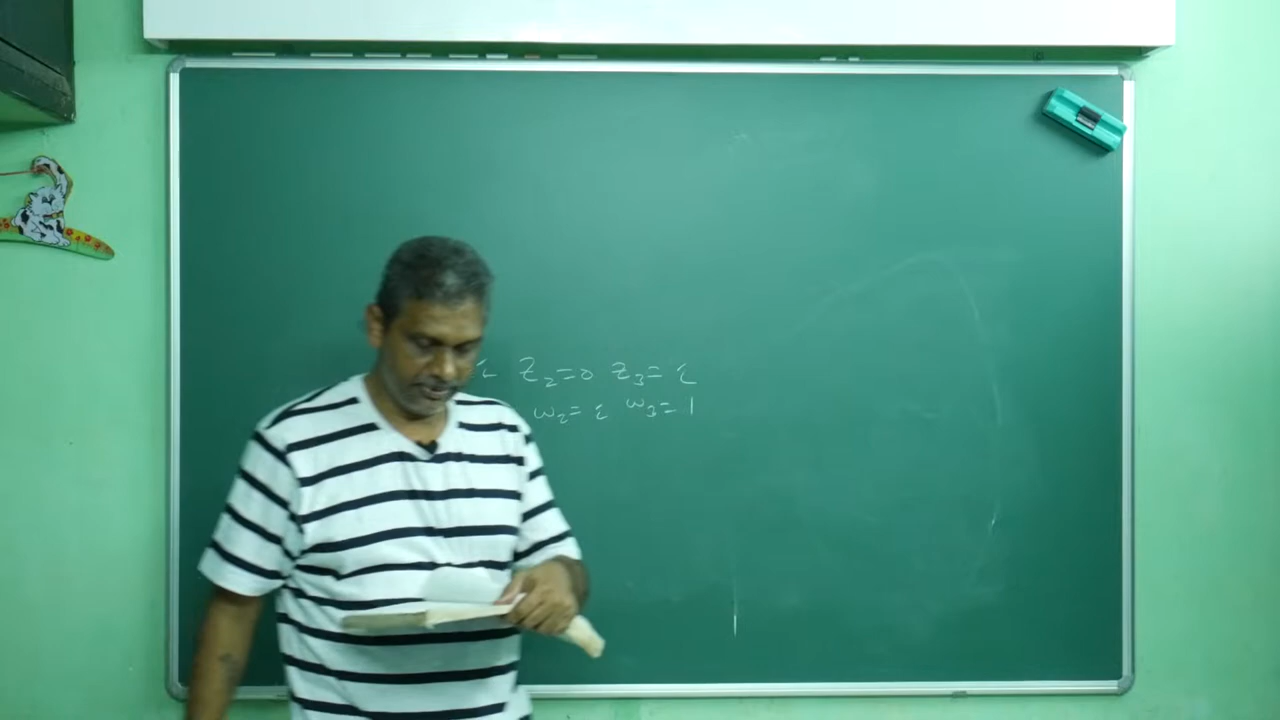 i z₂=0 z₃= i
w₂= i w₃=1